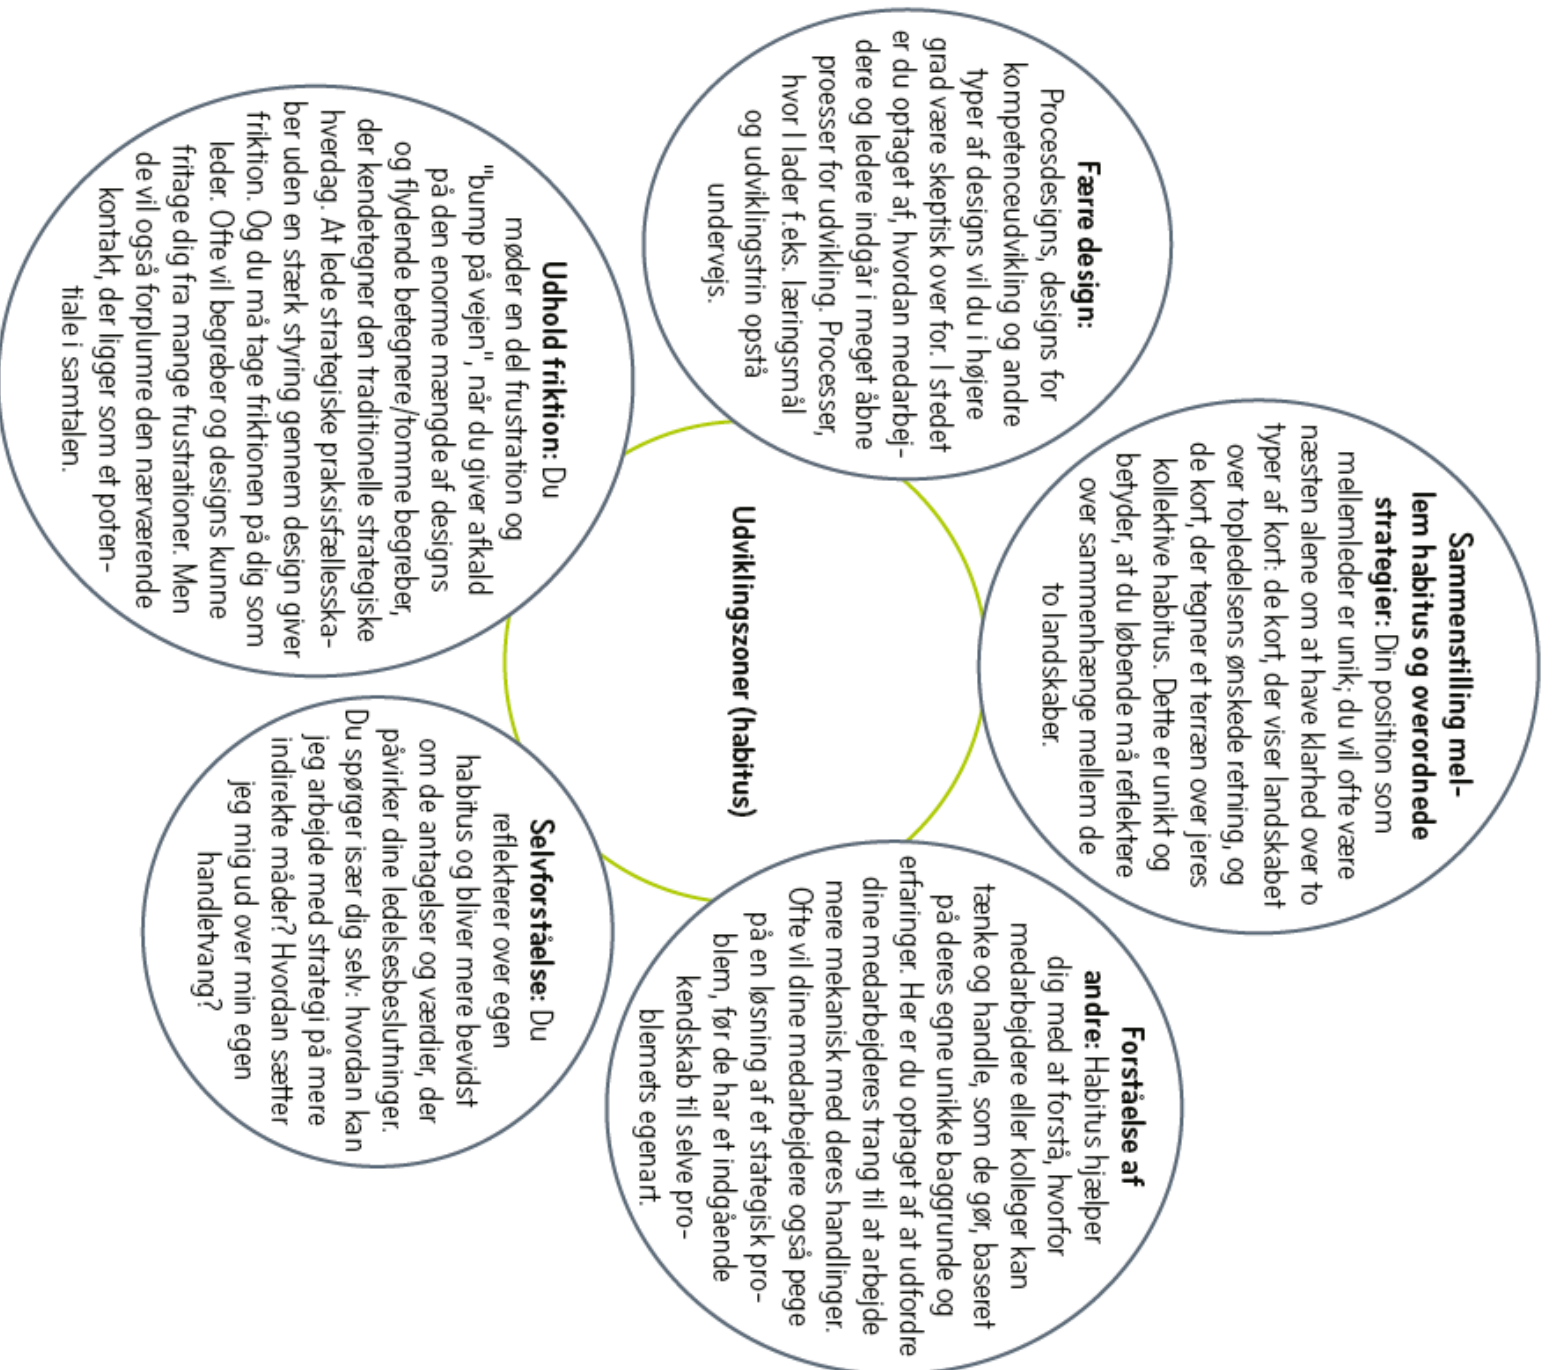 Sammenstilling mel-
lem habitus og overordnede
strategier: Din position som
mellemleder er unik; du vil ofte være
næsten alene om at have klarhed over to
typer af kort: de kort, der viser landskabet
over topledelsens ønskede retning, og
de kort, der tegner et terræn over jeres
kollektive habitus. Dette er unikt og
betyder, at du løbende må reflektere
over sammenhænge mellem de
to landskaber.
Forståelse af
andre: Habitus hjælper
dig med at forstå, hvorfor
medarbejdere eller kolleger kan
tænke og handle, som de gør, baseret
på deres egne unikke baggrunde og
erfaringer. Her er du optaget af at udfordre
dine medarbejderes trang til at arbejde
mere mekanisk med deres handlinger.
Ofte vil dine medarbejdere også pege
på en løsning af et stategisk pro-
blem, før de har et indgående
kendskab til selve pro-
blemets egenart.
Selvforståelse: Du
reflekterer over egen
habitus og bliver mere bevidst
om de antagelser og værdier, der
påvirker dine ledelsesbeslutninger.
Du spørger især dig selv: hvordan kan
jeg arbejde med strategi på mere
indirekte måder? Hvordan sætter
jeg mig ud over min egen
handletvang?
Udhold friktion: Du
møder en del frustration og
"bump på vejen", når du giver afkald
på den enorme mængde af designs
og flydende betegnere/tomme begreber,
der kendetegner den traditionelle strategiske
hverdag. At lede strategiske praksisfællesska-
ber uden en stærk styring gennem design giver
friktion. Og du må tage friktionen på dig som
leder. Ofte vil begreber og designs kunne
fritage dig fra mange frustrationer. Men
de vil også forplumre den nærværende
kontakt, der ligger som et poten-
tiale i samtalen.
Færre design:
Procesdesigns, designs for
kompetenceudvikling og andre
typer af designs vil du i højere
grad være skeptisk over for. I stedet
er du optaget af, hvordan medarbej-
dere og ledere indgår i meget åbne
proesser for udvikling. Processer,
hvor I lader f.eks. læringsmål
og udviklingstrin opstå
undervejs.
Udviklingszoner (habitus)